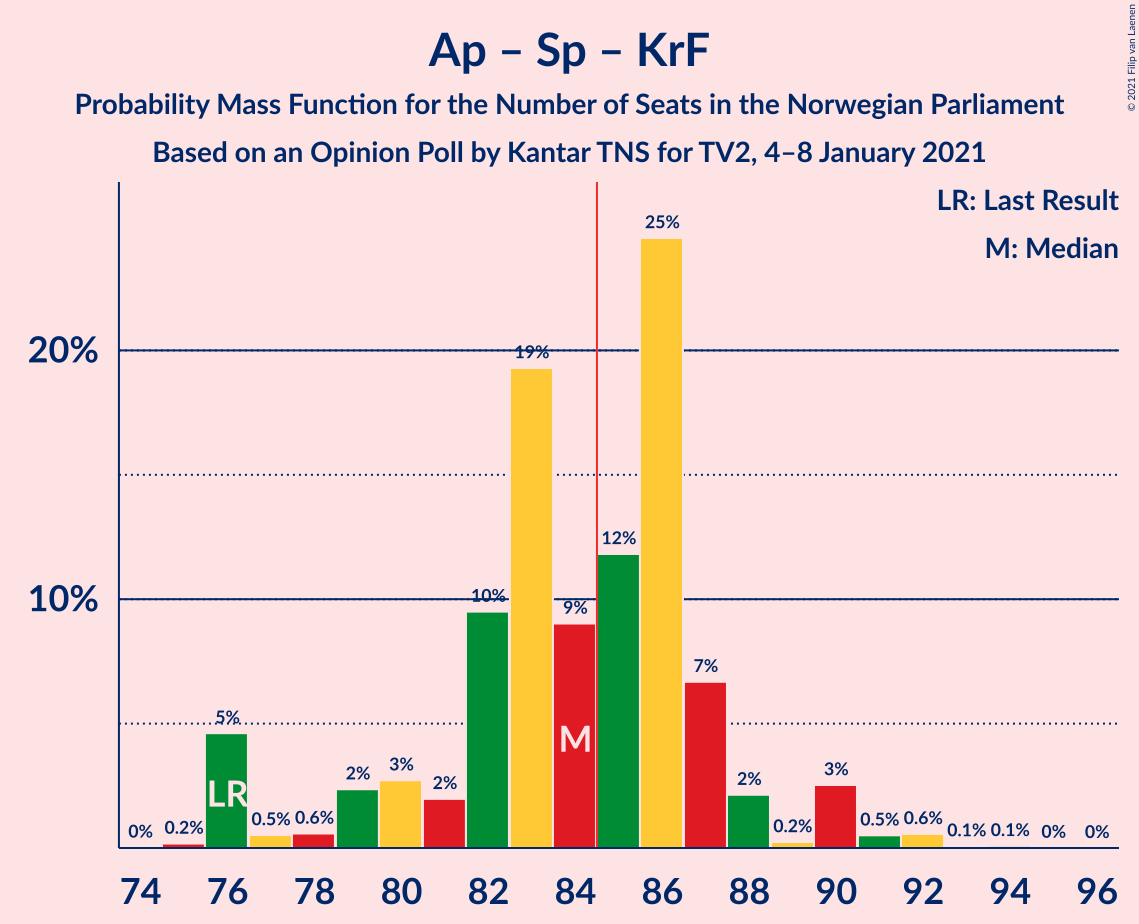 © 2021 Filip van Laenen
Ap – Sp – KrF
Probability Mass Function for the Number of Seats in the Norwegian Parliament
Based on an Opinion Poll by Kantar TNS for TV2, 4–8 January 2021
LR: Last Result
M: Median
20%
10%
0%
0.2%
5%
0.5%
0.6%
2%
3%
2%
10%
19%
9%
12%
25%
7%
2%
0.2%
3%
0.5%
0.6%
0.1%
0.1%
0%
0%
LR
M
74 76 78 80 82 84 86 88 90 92 94 96